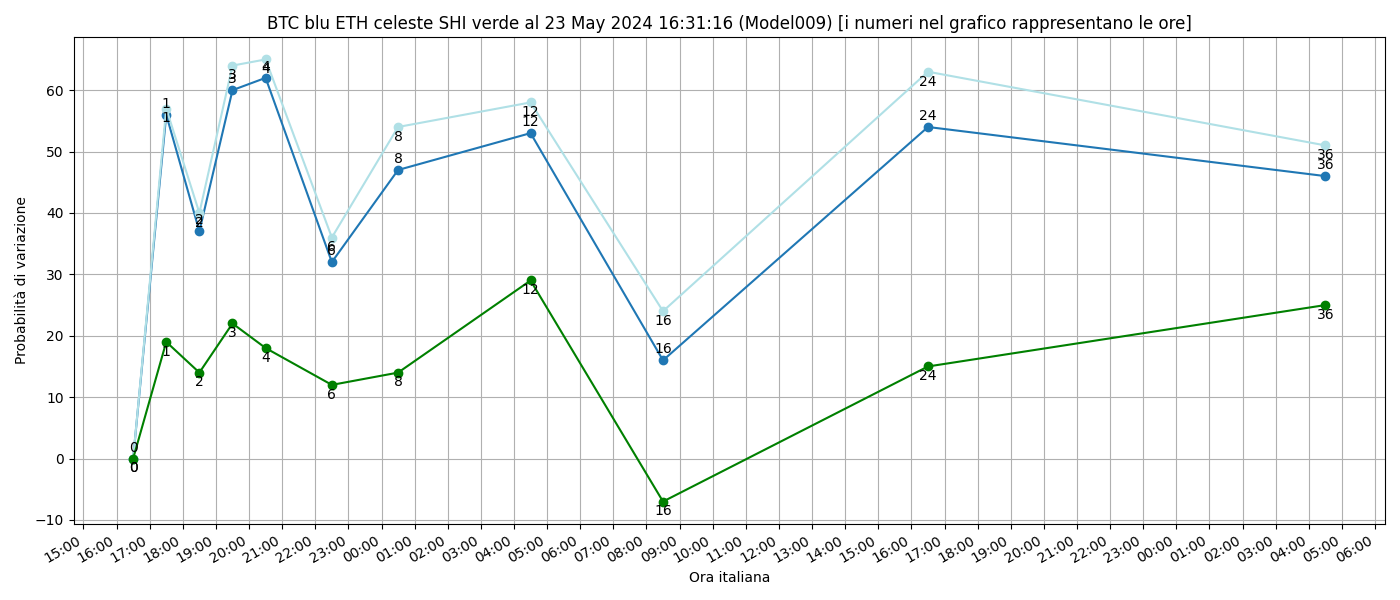 BTC blu ETH celeste SHI verde al 23 May 2024 16:31:16 (Model009) [i numeri nel grafico rappresentano le ore]
Probabilità di variazione
60
50
40
30
20
10
0
−10
0 1 2 3 4 6 8 12 16 24 36
0 1 2 3 4 6 8 12 16 24 36
0 1 2 3 4 6 8 12 16 24 36
15:00 16:00 17:00 18:00 19:00 20:00 21:00 22:00 23:00 00:00 01:00 02:00 03:00 04:00 05:00 06:00 07:00 08:00 09:00 10:00 11:00 12:00 13:00 14:00 15:00 16:00 17:00 18:00 19:00 20:00 21:00 22:00 23:00 00:00 01:00 02:00 03:00 04:00 05:00 06:00
Ora italiana